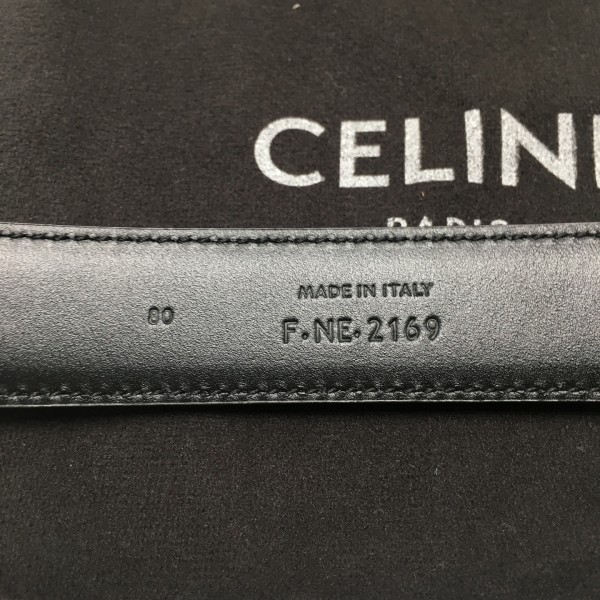 CELINE
PARIS
80
MADE IN ITALY
F.NE.2169